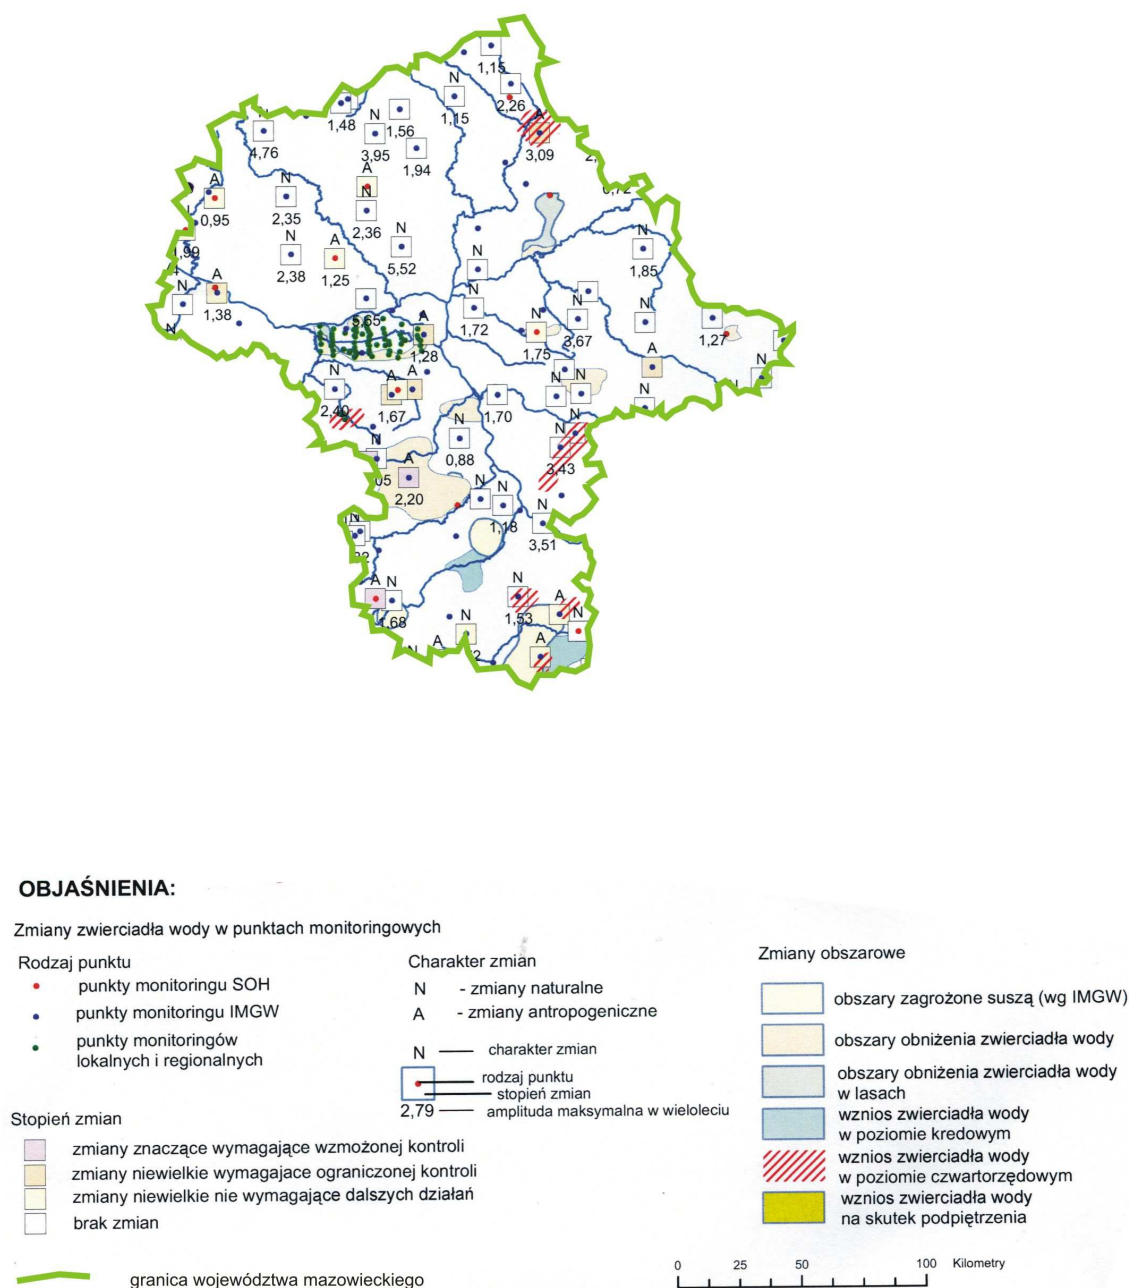 1,15
N
2,26
N
1,15
A
3,09
1,48
1,56
N
3,95
1,94
4,76
A
0,95
N
2,35
A
N
2,36
N
5,52
N
2,38
A
1,25
0,72
N
1,85
1,99
N
A
1,38
N
5,65
A
1,28
N
N
1,72
N
1,75
N
3,67
N
1,27
A
N
N
2,40
A
A
1,67
1,70
N
N
N
N
N
0,88
N
3,43
N
05
A
2,20
N
N
1,18
N
3,51
N
A
N
1,68
N
1,53
A
N
N
A
A
OBJAŚNIENIA:
Zmiany zwierciadła wody w punktach monitoringowych
Rodzaj punktu
punkty monitoringu SOH
punkty monitoringu IMGW
punkty monitoringów
lokalnych i regionalnych
Stopień zmian
zmiany znaczące wymagające wzmożonej kontroli
zmiany niewielkie wymagajace ograniczonej kontroli
zmiany niewielkie nie wymagające dalszych działań
brak zmian
granica województwa mazowieckiego
Charakter zmian
N - zmiany naturalne
A - zmiany antropogeniczne
N charakter zmian
rodzaj punktu
stopień zmian
2,79 amplituda maksymalna w wieloleciu
Zmiany obszarowe
obszary zagrożone suszą (wg IMGW)
obszary obniżenia zwierciadła wody
obszary obniżenia zwierciadła wody
w lasach
wznios zwierciadła wody
w poziomie kredowym
wznios zwierciadła wody
w poziomie czwartorzędowym
wznios zwierciadła wody
na skutek podpiętrzenia
0 25 50 100 Kilometry